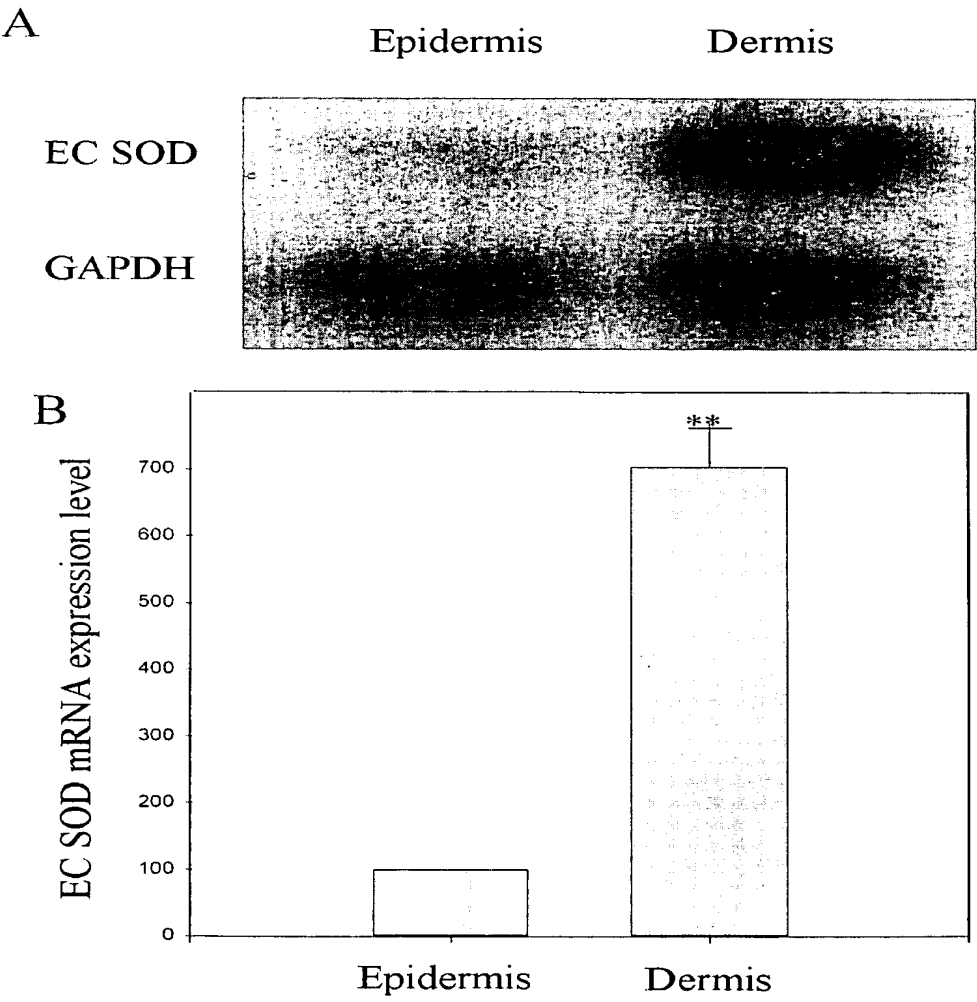 A
Epidermis Dermis
EC SOD
GAPDH
B
EC SOD mRNA expression level
700
600
500
400
300
200
100
0
**
Epidermis Dermis